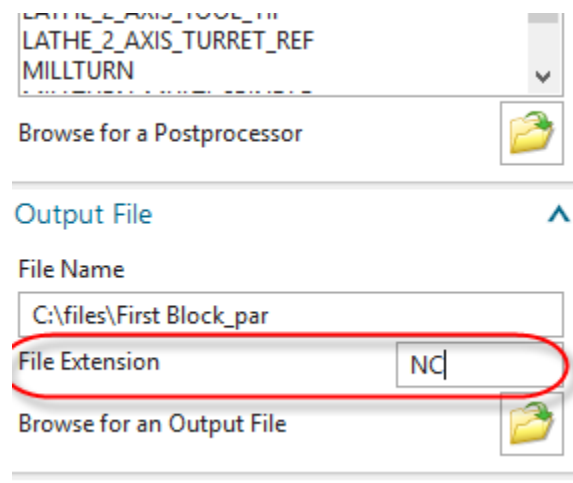 LATHE_2_AXIS_TURRET_REF
MILLTURN
Browse for a Postprocessor
Output File
File Name
C:\files\First Block_par
File Extension
NC
Browse for an Output File